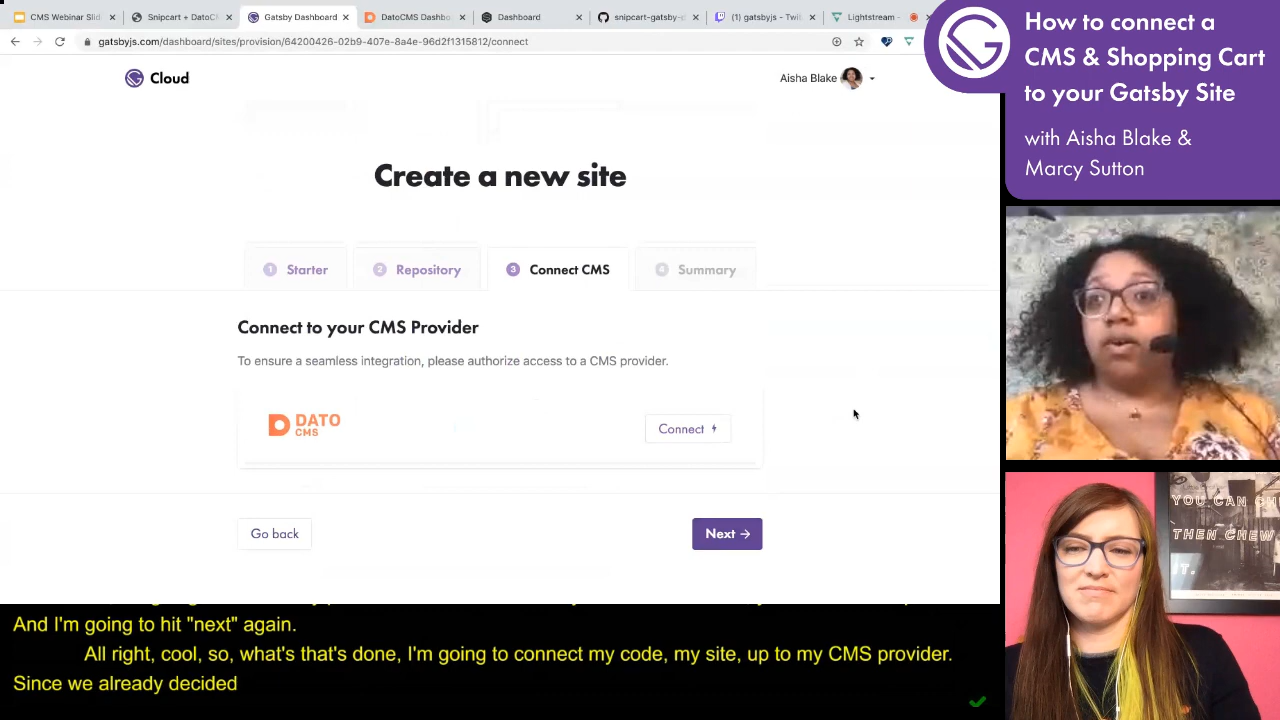 CMS Webinar Slid
Snipcart + DatoC
Gatsby Dashboard
DatoCMS Dashbo
Dashboard
snipcart-gatsby-
(1) gatsbyjs - Twi
Lightstream -
gatsbyjs.com/dashboard/sites/provision/64200426-02b9-407e-8a4e-96d2f1315812/connect
Cloud
Aisha Blake
Create a new site
1 Starter
2 Repository
3 Connect CMS
4 Summary
Connect to your CMS Provider
To ensure a seamless integration, please authorize access to a CMS provider.
DATO
CMS
Connect
Go back
Next →
How to connect a
CMS & Shopping Cart
to your Gatsby Site
with Aisha Blake &
Marcy Sutton
YOU CAN
THEN CHEW
IT.
And I'm going to hit "next" again.
All right, cool, so, what's that's done, I'm going to connect my code, my site, up to my CMS provider.
Since we already decided